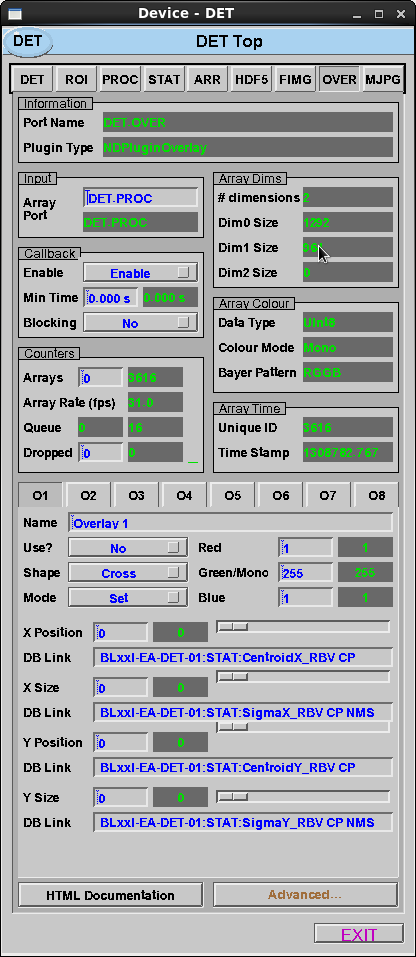 Device - DET
DET
DET Top
DET ROI PROC STAT ARR HDF5 FIMG OVER MJPG
Information
Port Name DET.OVER
Plugin Type NDPluginOverlay
Input
Array Port DET.PROC
DET.PROC
Callback
Enable Enable
Min Time 0.000 s 0.000 s
Blocking No
Counters
Arrays 0 3616
Array Rate (fps) 31.0
Queue 0 16
Dropped 0 0
Array Dims
# dimensions 2
Dim0 Size 1292
Dim1 Size
Dim2 Size 0
Array Colour
Data Type UInt8
Colour Mode Mono
Bayer Pattern RGGB
Array Time
Unique ID 3616
Time Stamp 1308782.767
O1 O2 O3 O4 O5 O6 O7 O8
Name Overlay 1
Use? No Red 1 1
Shape Cross Green/Mono 255 255
Mode Set Blue 1 1
X Position 0 0
DB Link BLxxI-EA-DET-01:STAT:CentroidX_RBV CP
X Size 0 0
DB Link BLxxI-EA-DET-01:STAT:SigmaX_RBV CP NMS
Y Position 0 0
DB Link BLxxI-EA-DET-01:STAT:CentroidY_RBV CP
Y Size 0 0
DB Link BLxxI-EA-DET-01:STAT:SigmaY_RBV CP NMS
HTML Documentation Advanced...
EXIT